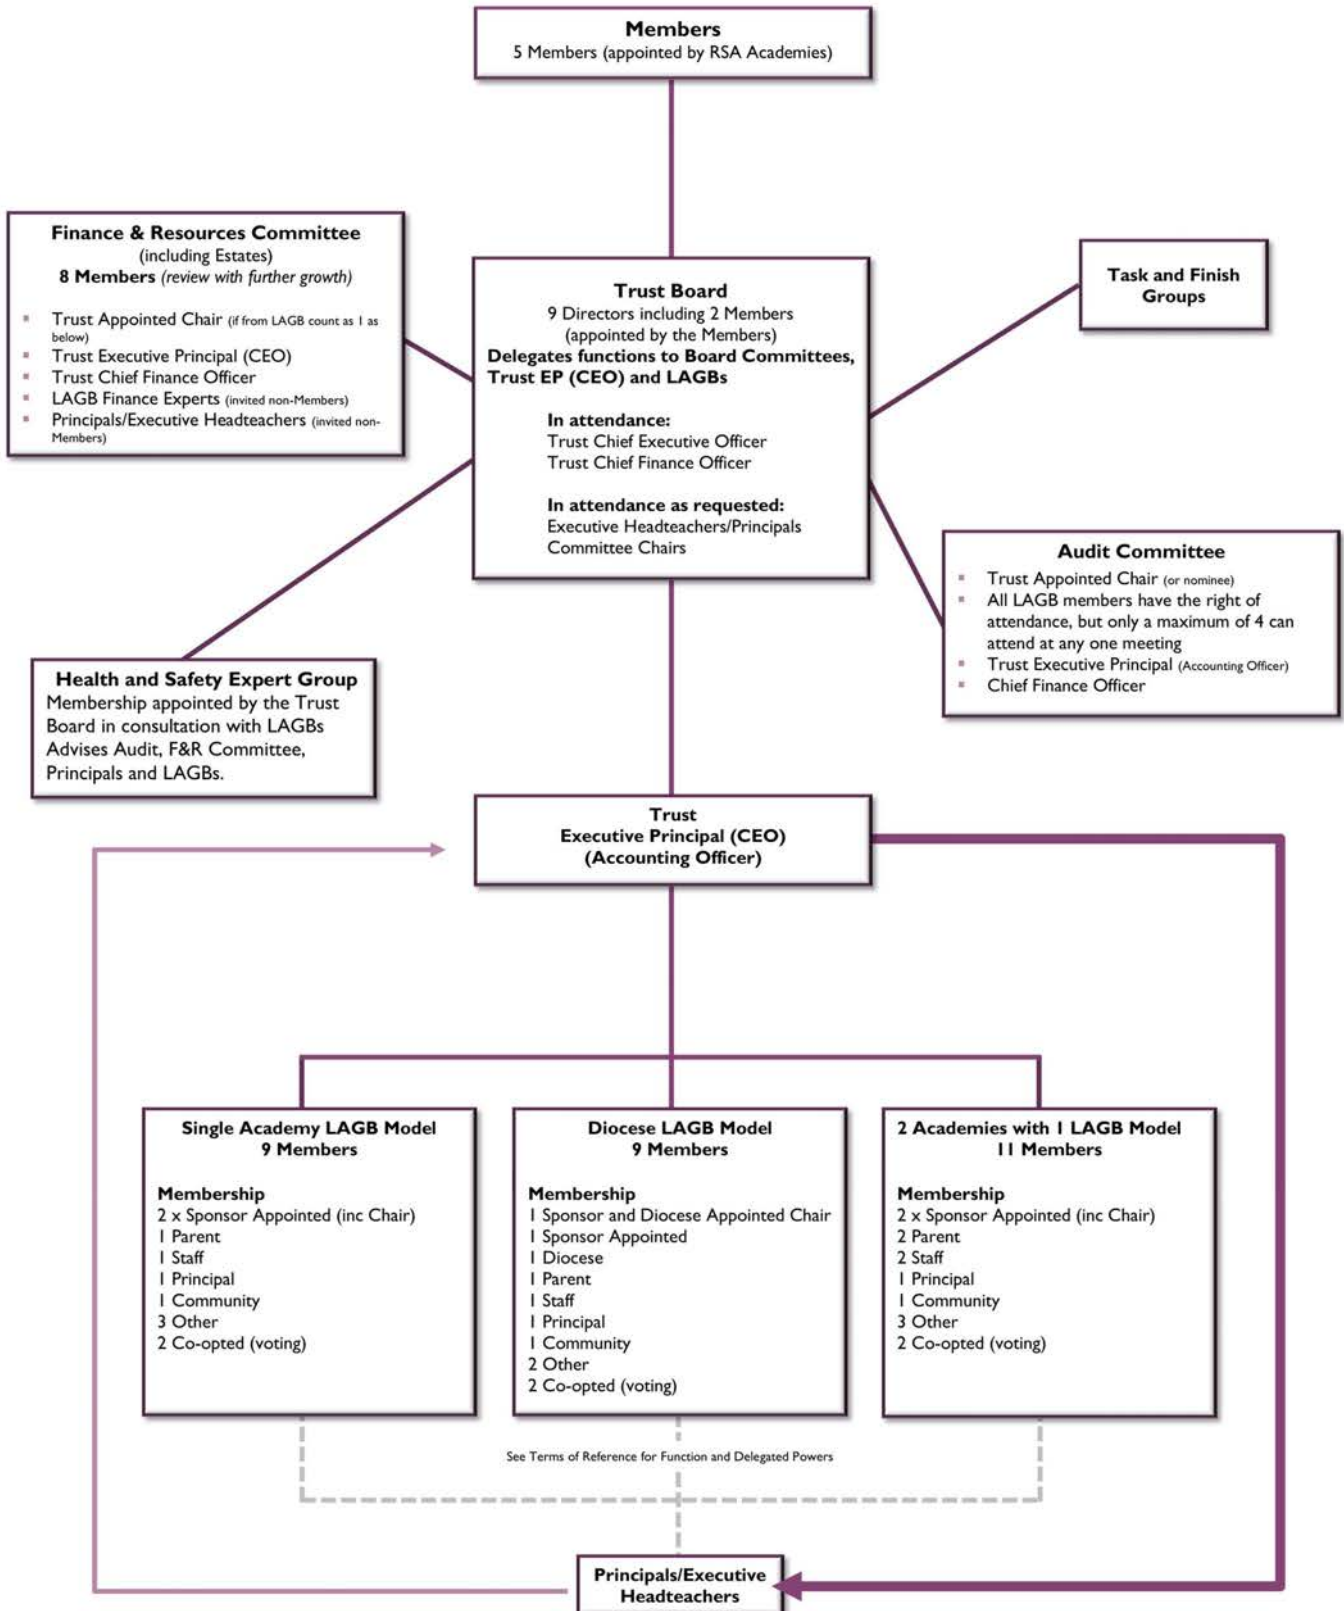 Members
5 Members (appointed by RSA Academies)
Finance & Resources Committee
(including Estates)
8 Members (review with further growth)
Trust Appointed Chair (if from LAGB count as 1 as
below)
Trust Executive Principal (CEO)
Trust Chief Finance Officer
LAGB Finance Experts (invited non-Members)
Principals/Executive Headteachers (invited non-
Members)
Trust Board
9 Directors including 2 Members
(appointed by the Members)
Delegates functions to Board Committees,
Trust EP (CEO) and LAGBs
In attendance:
Trust Chief Executive Officer
Trust Chief Finance Officer
In attendance as requested:
Executive Headteachers/Principals
Committee Chairs
Task and Finish
Groups
Audit Committee
Trust Appointed Chair (or nominee)
All LAGB members have the right of
attendance, but only a maximum of 4 can
attend at any one meeting
Trust Executive Principal (Accounting Officer)
Chief Finance Officer
Health and Safety Expert Group
Membership appointed by the Trust
Board in consultation with LAGBs
Advises Audit, F&R Committee,
Principals and LAGBs.
Trust
Executive Principal (CEO)
(Accounting Officer)
Single Academy LAGB Model
9 Members
Membership
2 x Sponsor Appointed (inc Chair)
1 Parent
1 Staff
1 Principal
1 Community
3 Other
2 Co-opted (voting)
Diocese LAGB Model
9 Members
Membership
1 Sponsor and Diocese Appointed Chair
1 Sponsor Appointed
1 Diocese
1 Parent
1 Staff
1 Principal
1 Community
2 Other
2 Co-opted (voting)
2 Academies with 1 LAGB Model
11 Members
Membership
2 x Sponsor Appointed (inc Chair)
2 Parent
2 Staff
1 Principal
1 Community
3 Other
2 Co-opted (voting)
See Terms of Reference for Function and Delegated Powers
Principals/Executive
Headteachers